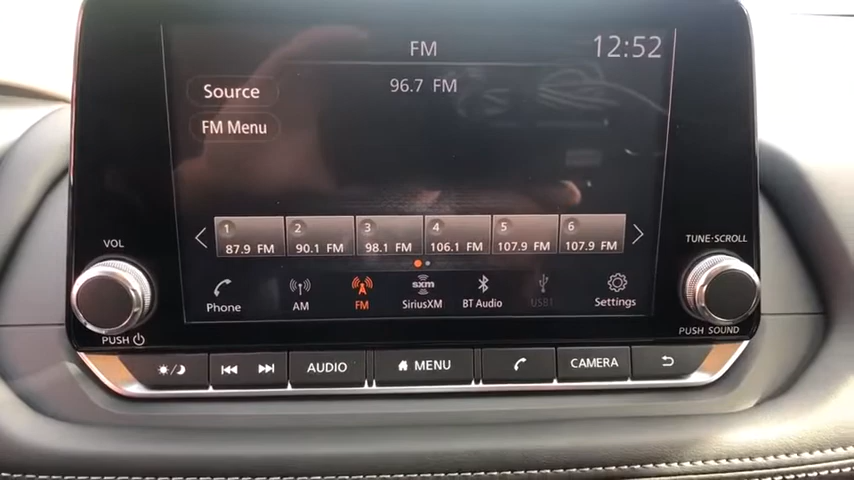 FM
12:52
Source
96.7 FM
FM Menu
1 2 3 4 5 6
87.9 FM 90.1 FM 98.1 FM 106.1 FM 107.9 FM 107.9 FM
VOL
TUNE·SCROLL
sxm
Phone AM FM SiriusXM BT Audio USB1 Settings
PUSH
PUSH SOUND
AUDIO MENU CAMERA